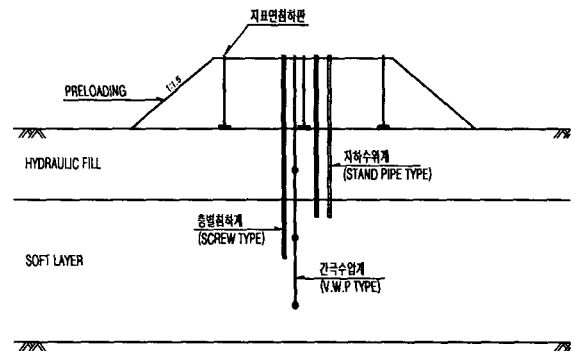 지표면침하판
1:1.5
PRELOADING
HYDRAULIC FILL
지하수위계
(STAND PIPE TYPE)
층별침하계
(SCREW TYPE)
SOFT LAYER
간극수압계
(V.W.P TYPE)